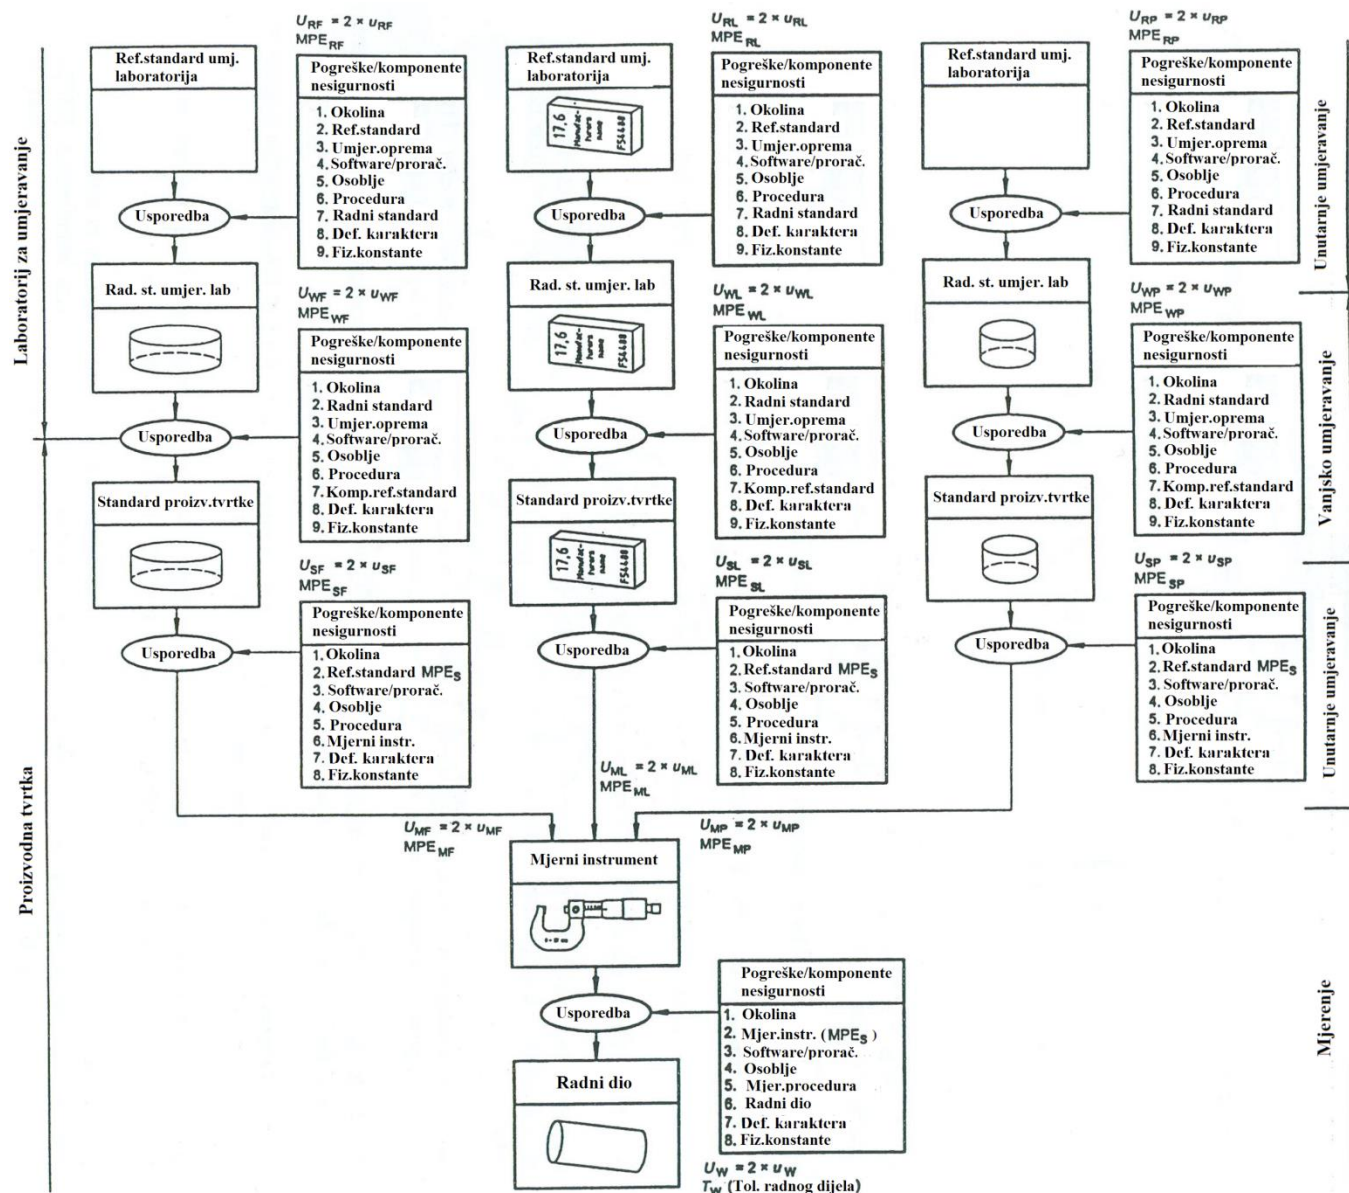 U_RF = 2 × u_RF
MPE_RF
Ref.standard umj.
laboratorija
Pogreške/komponente
nesigurnosti
1. Okolina
2. Ref.standard
3. Umjer.oprema
4. Software/prorač.
5. Osoblje
6. Procedura
7. Radni standard
8. Def. karaktera
9. Fiz.konstante
Usporedba
Rad. st. umjer. lab
U_WF = 2 × u_WF
MPE_WF
Pogreške/komponente
nesigurnosti
1. Okolina
2. Radni standard
3. Umjer.oprema
4. Software/prorač.
5. Osoblje
6. Procedura
7. Komp.ref.standard
8. Def. karaktera
9. Fiz.konstante
Usporedba
Standard proizv.tvrtke
U_SF = 2 × u_SF
MPE_SF
Pogreške/komponente
nesigurnosti
1. Okolina
2. Ref.standard MPE_S
3. Software/prorač.
4. Osoblje
5. Procedura
6. Mjerni instr.
7. Def. karaktera
8. Fiz.konstante
Usporedba
U_MF = 2 × u_MF
MPE_MF
U_RL = 2 × u_RL
MPE_RL
Ref.standard umj.
laboratorija
17,6
Manufac-
turers
name
FS4488
Pogreške/komponente
nesigurnosti
1. Okolina
2. Ref.standard
3. Umjer.oprema
4. Software/prorač.
5. Osoblje
6. Procedura
7. Radni standard
8. Def. karaktera
9. Fiz.konstante
Usporedba
Rad. st. umjer. lab
17,6
Manufac-
turers
name
FS4488
U_WL = 2 × u_WL
MPE_WL
Pogreške/komponente
nesigurnosti
1. Okolina
2. Radni standard
3. Umjer.oprema
4. Software/prorač.
5. Osoblje
6. Procedura
7. Komp.ref.standard
8. Def. karaktera
9. Fiz.konstante
Usporedba
Standard proizv.tvrtke
17,6
Manufac-
turers
name
FS4488
U_SL = 2 × u_SL
MPE_SL
Pogreške/komponente
nesigurnosti
1. Okolina
2. Ref.standard MPE_S
3. Software/prorač.
4. Osoblje
5. Procedura
6. Mjerni instr.
7. Def. karaktera
8. Fiz.konstante
Usporedba
U_ML = 2 × u_ML
MPE_ML
U_RP = 2 × u_RP
MPE_RP
Ref.standard umj.
laboratorija
Pogreške/komponente
nesigurnosti
1. Okolina
2. Ref.standard
3. Umjer.oprema
4. Software/prorač.
5. Osoblje
6. Procedura
7. Radni standard
8. Def. karaktera
9. Fiz.konstante
Usporedba
Rad. st. umjer. lab
U_WP = 2 × u_WP
MPE_WP
Pogreške/komponente
nesigurnosti
1. Okolina
2. Radni standard
3. Umjer.oprema
4. Software/prorač.
5. Osoblje
6. Procedura
7. Komp.ref.standard
8. Def. karaktera
9. Fiz.konstante
Usporedba
Standard proizv.tvrtke
U_SP = 2 × u_SP
MPE_SP
Pogreške/komponente
nesigurnosti
1. Okolina
2. Ref.standard MPE_S
3. Software/prorač.
4. Osoblje
5. Procedura
6. Mjerni instr.
7. Def. karaktera
8. Fiz.konstante
Usporedba
U_MP = 2 × u_MP
MPE_MP
Mjerni instrument
Usporedba
Pogreške/komponente
nesigurnosti
1. Okolina
2. Mjer.instr. (MPE_S )
3. Software/prorač.
4. Osoblje
5. Mjer.procedura
6. Radni dio
7. Def. karaktera
8. Fiz.konstante
Radni dio
U_W = 2 × u_W
T_W (Tol. radnog dijela)
Laboratorij za umjeravanje
Proizvodna tvrtka
Unutarnje umjeravanje
Vanjsko umjeravanje
Unutarnje umjeravanje
Mjerenje